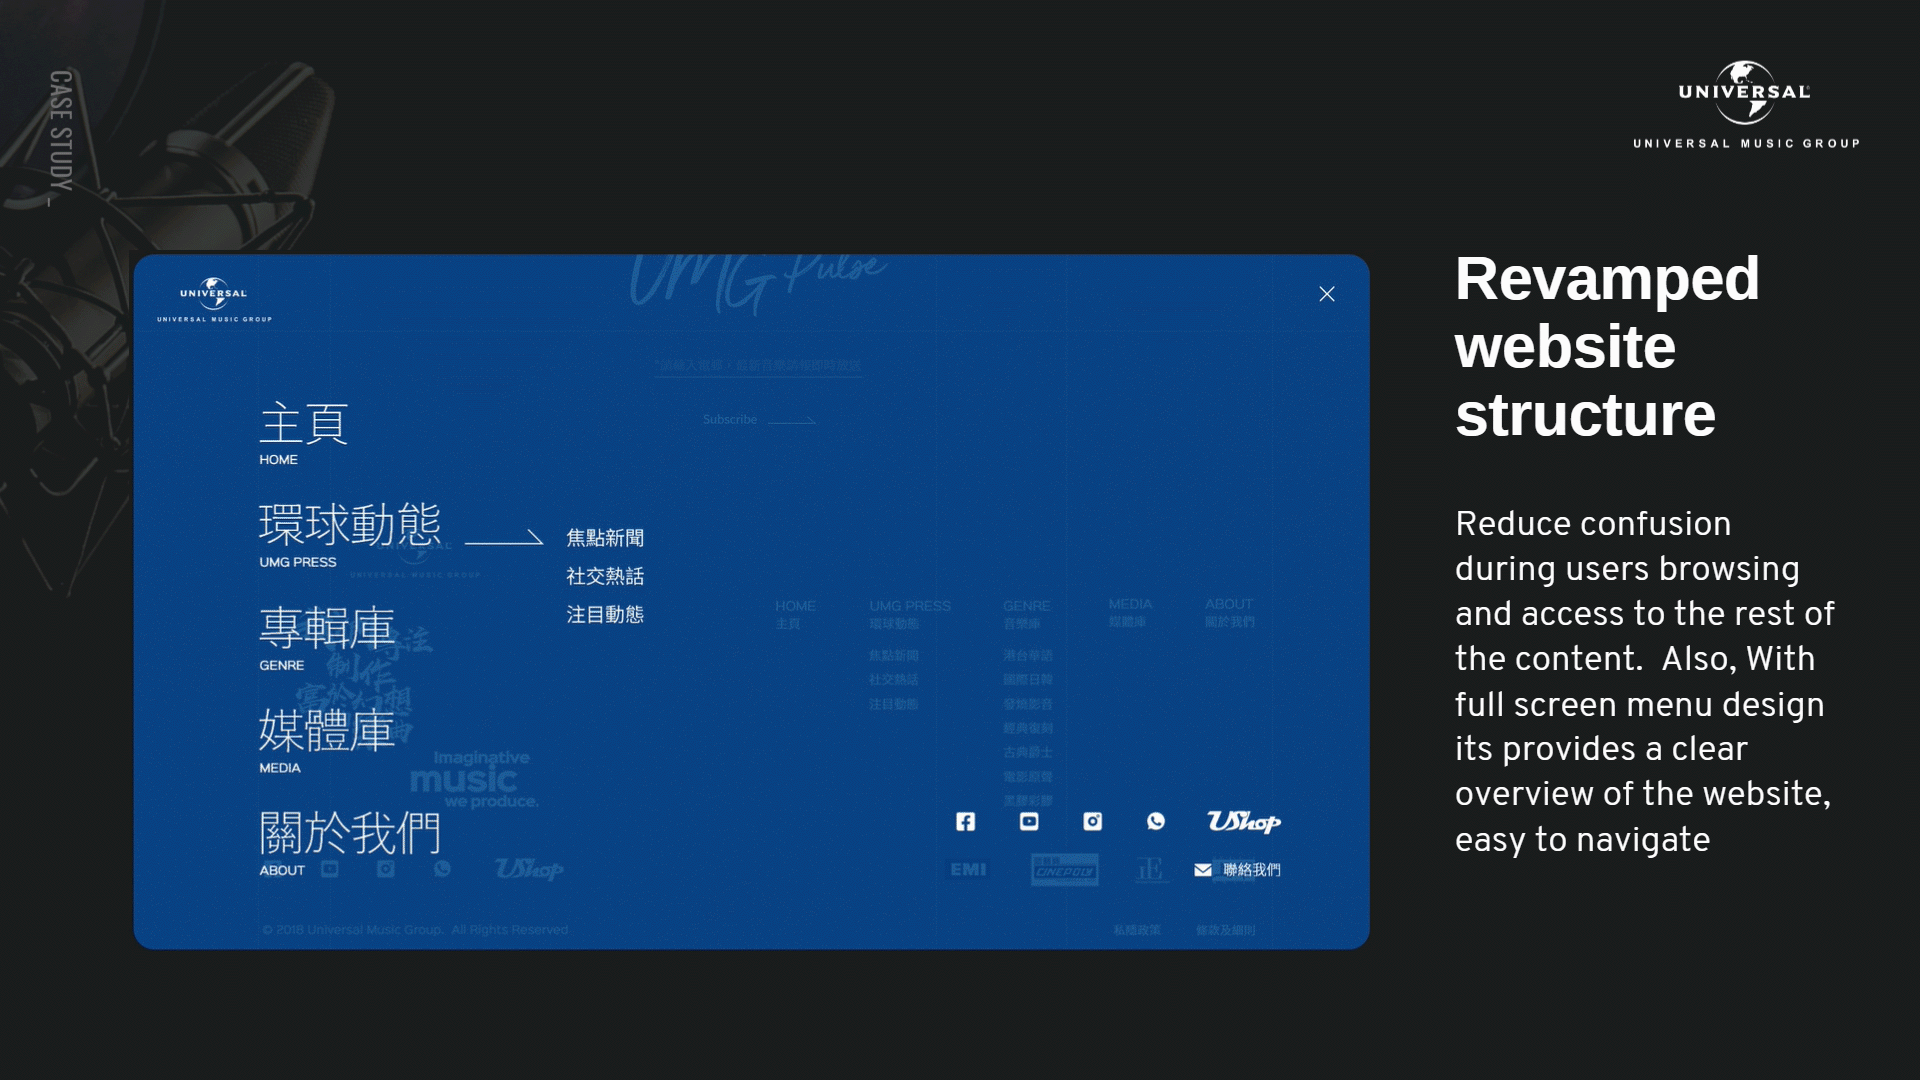 CASE STUDY –
UNIVERSAL
UNIVERSAL MUSIC GROUP
Revamped
website
structure
Reduce confusion
during users browsing
and access to the rest of
the content.  Also, With
full screen menu design
its provides a clear
overview of the website,
easy to navigate
UNIVERSAL
UNIVERSAL MUSIC GROUP
UMG Pulse
Subscribe
主頁
HOME
環球動態
UMG PRESS
焦點新聞
社交熱話
注目動態
專輯庫
GENRE
媒體庫
MEDIA
關於我們
ABOUT
UNIVERSAL MUSIC GROUP
Imaginative
music
we produce.
HOME
主頁
UMG PRESS
環球動態
焦點新聞
社交熱話
注目動態
GENRE
音樂庫
港台華語
國際日韓
發燒影音
經典復刻
古典爵士
電影原聲
黑膠彩膠
MEDIA
媒體庫
ABOUT
關於我們
UShop
聯絡我們
UShop
EMI
CINEPOLY
© 2018 Universal Music Group.  All Rights Reserved
私隱政策
條款及細則